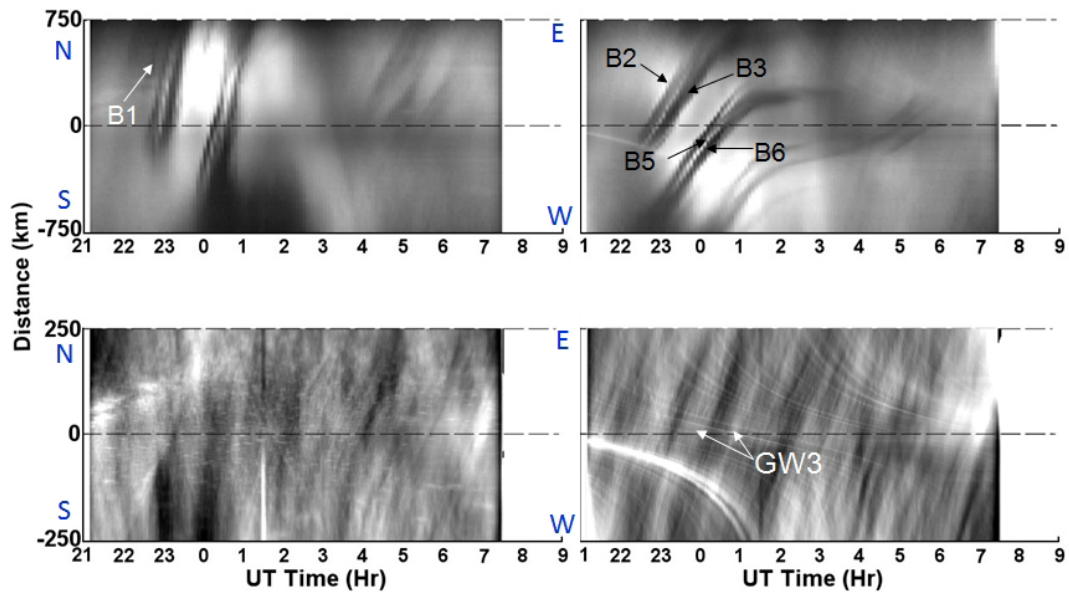 750 N B1 0 S -750
21 22 23 0 1 2 3 4 5 6 7 8 9
E B2 B3 B5 B6 W
1 22 23 0 1 2 3 4 5 6 7 8 9
Distance (km)
250 N 0 S -250
21 22 23 0 1 2 3 4 5 6 7 8 9
UT Time (Hr)
E GW3 W
1 22 23 0 1 2 3 4 5 6 7 8 9
UT Time (Hr)